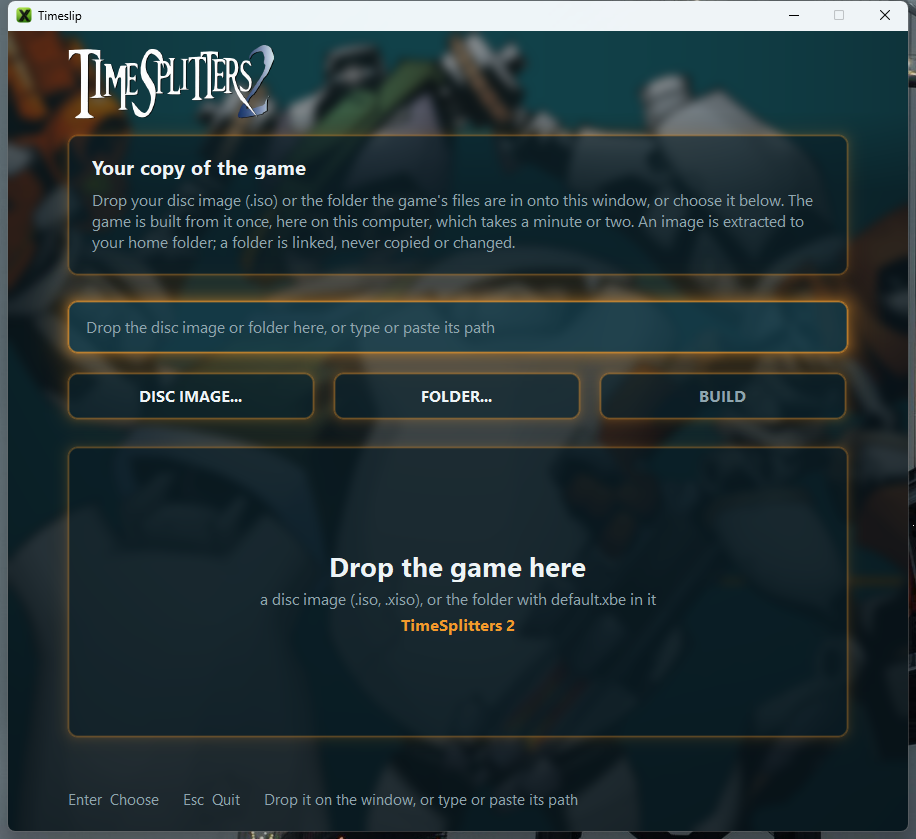 Timeslip
TIMESPLITTERS 2
Your copy of the game
Drop your disc image (.iso) or the folder the game's files are in onto this window, or choose it below. The
game is built from it once, here on this computer, which takes a minute or two. An image is extracted to
your home folder; a folder is linked, never copied or changed.
Drop the disc image or folder here, or type or paste its path
DISC IMAGE...
FOLDER...
BUILD
Drop the game here
a disc image (.iso, .xiso), or the folder with default.xbe in it
TimeSplitters 2
Enter Choose Esc Quit Drop it on the window, or type or paste its path